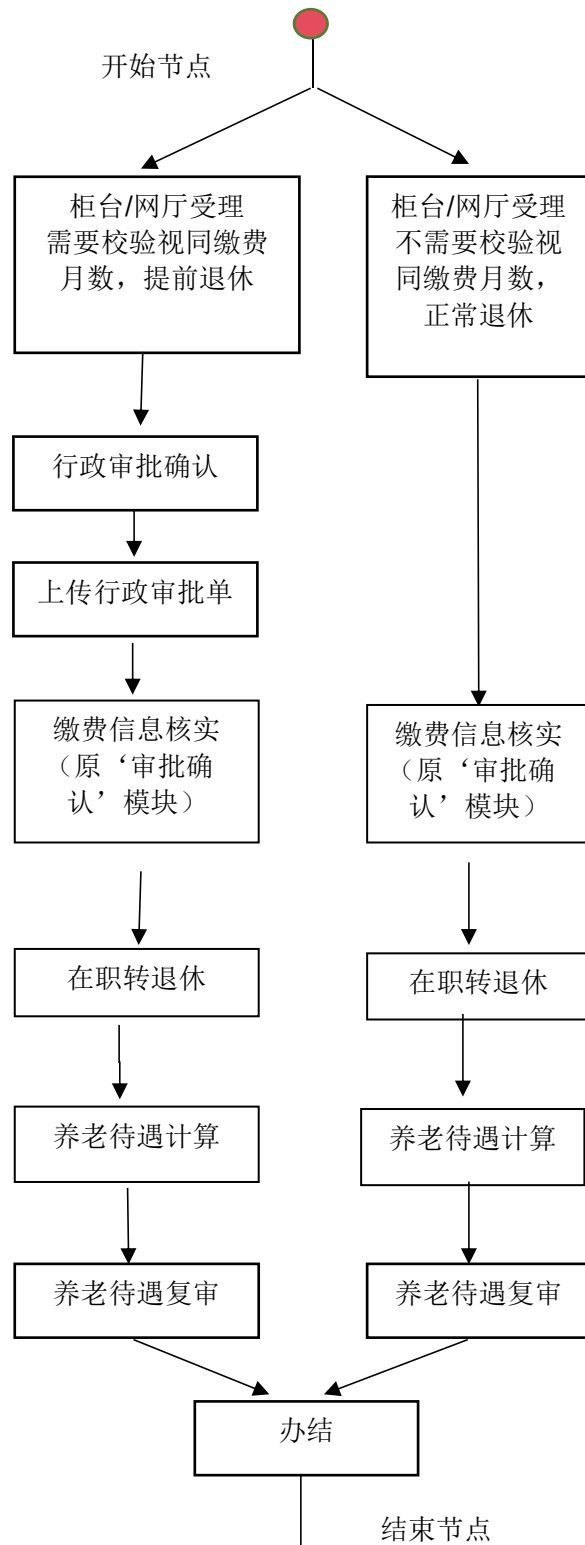 开始节点
柜台/网厅受理
需要校验视同缴费
月数，提前退休
柜台/网厅受理
不需要校验视
同缴费月数，
正常退休
行政审批确认
上传行政审批单
缴费信息核实
（原‘审批确
认’模块）
缴费信息核实
（原‘审批确
认’模块）
在职转退休
在职转退休
养老待遇计算
养老待遇计算
养老待遇复审
养老待遇复审
办结
结束节点